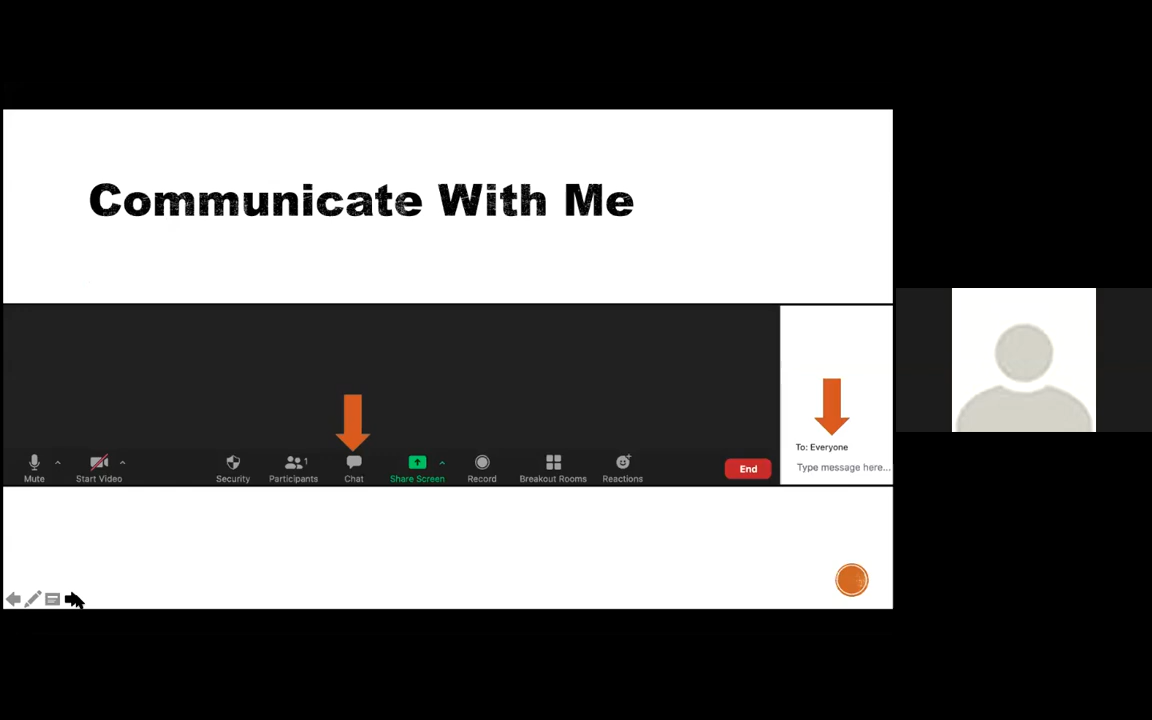 Communicate With Me
To: Everyone
Type message here...
1
Mute Start Video Security Participants Chat Share Screen Record Breakout Rooms Reactions End